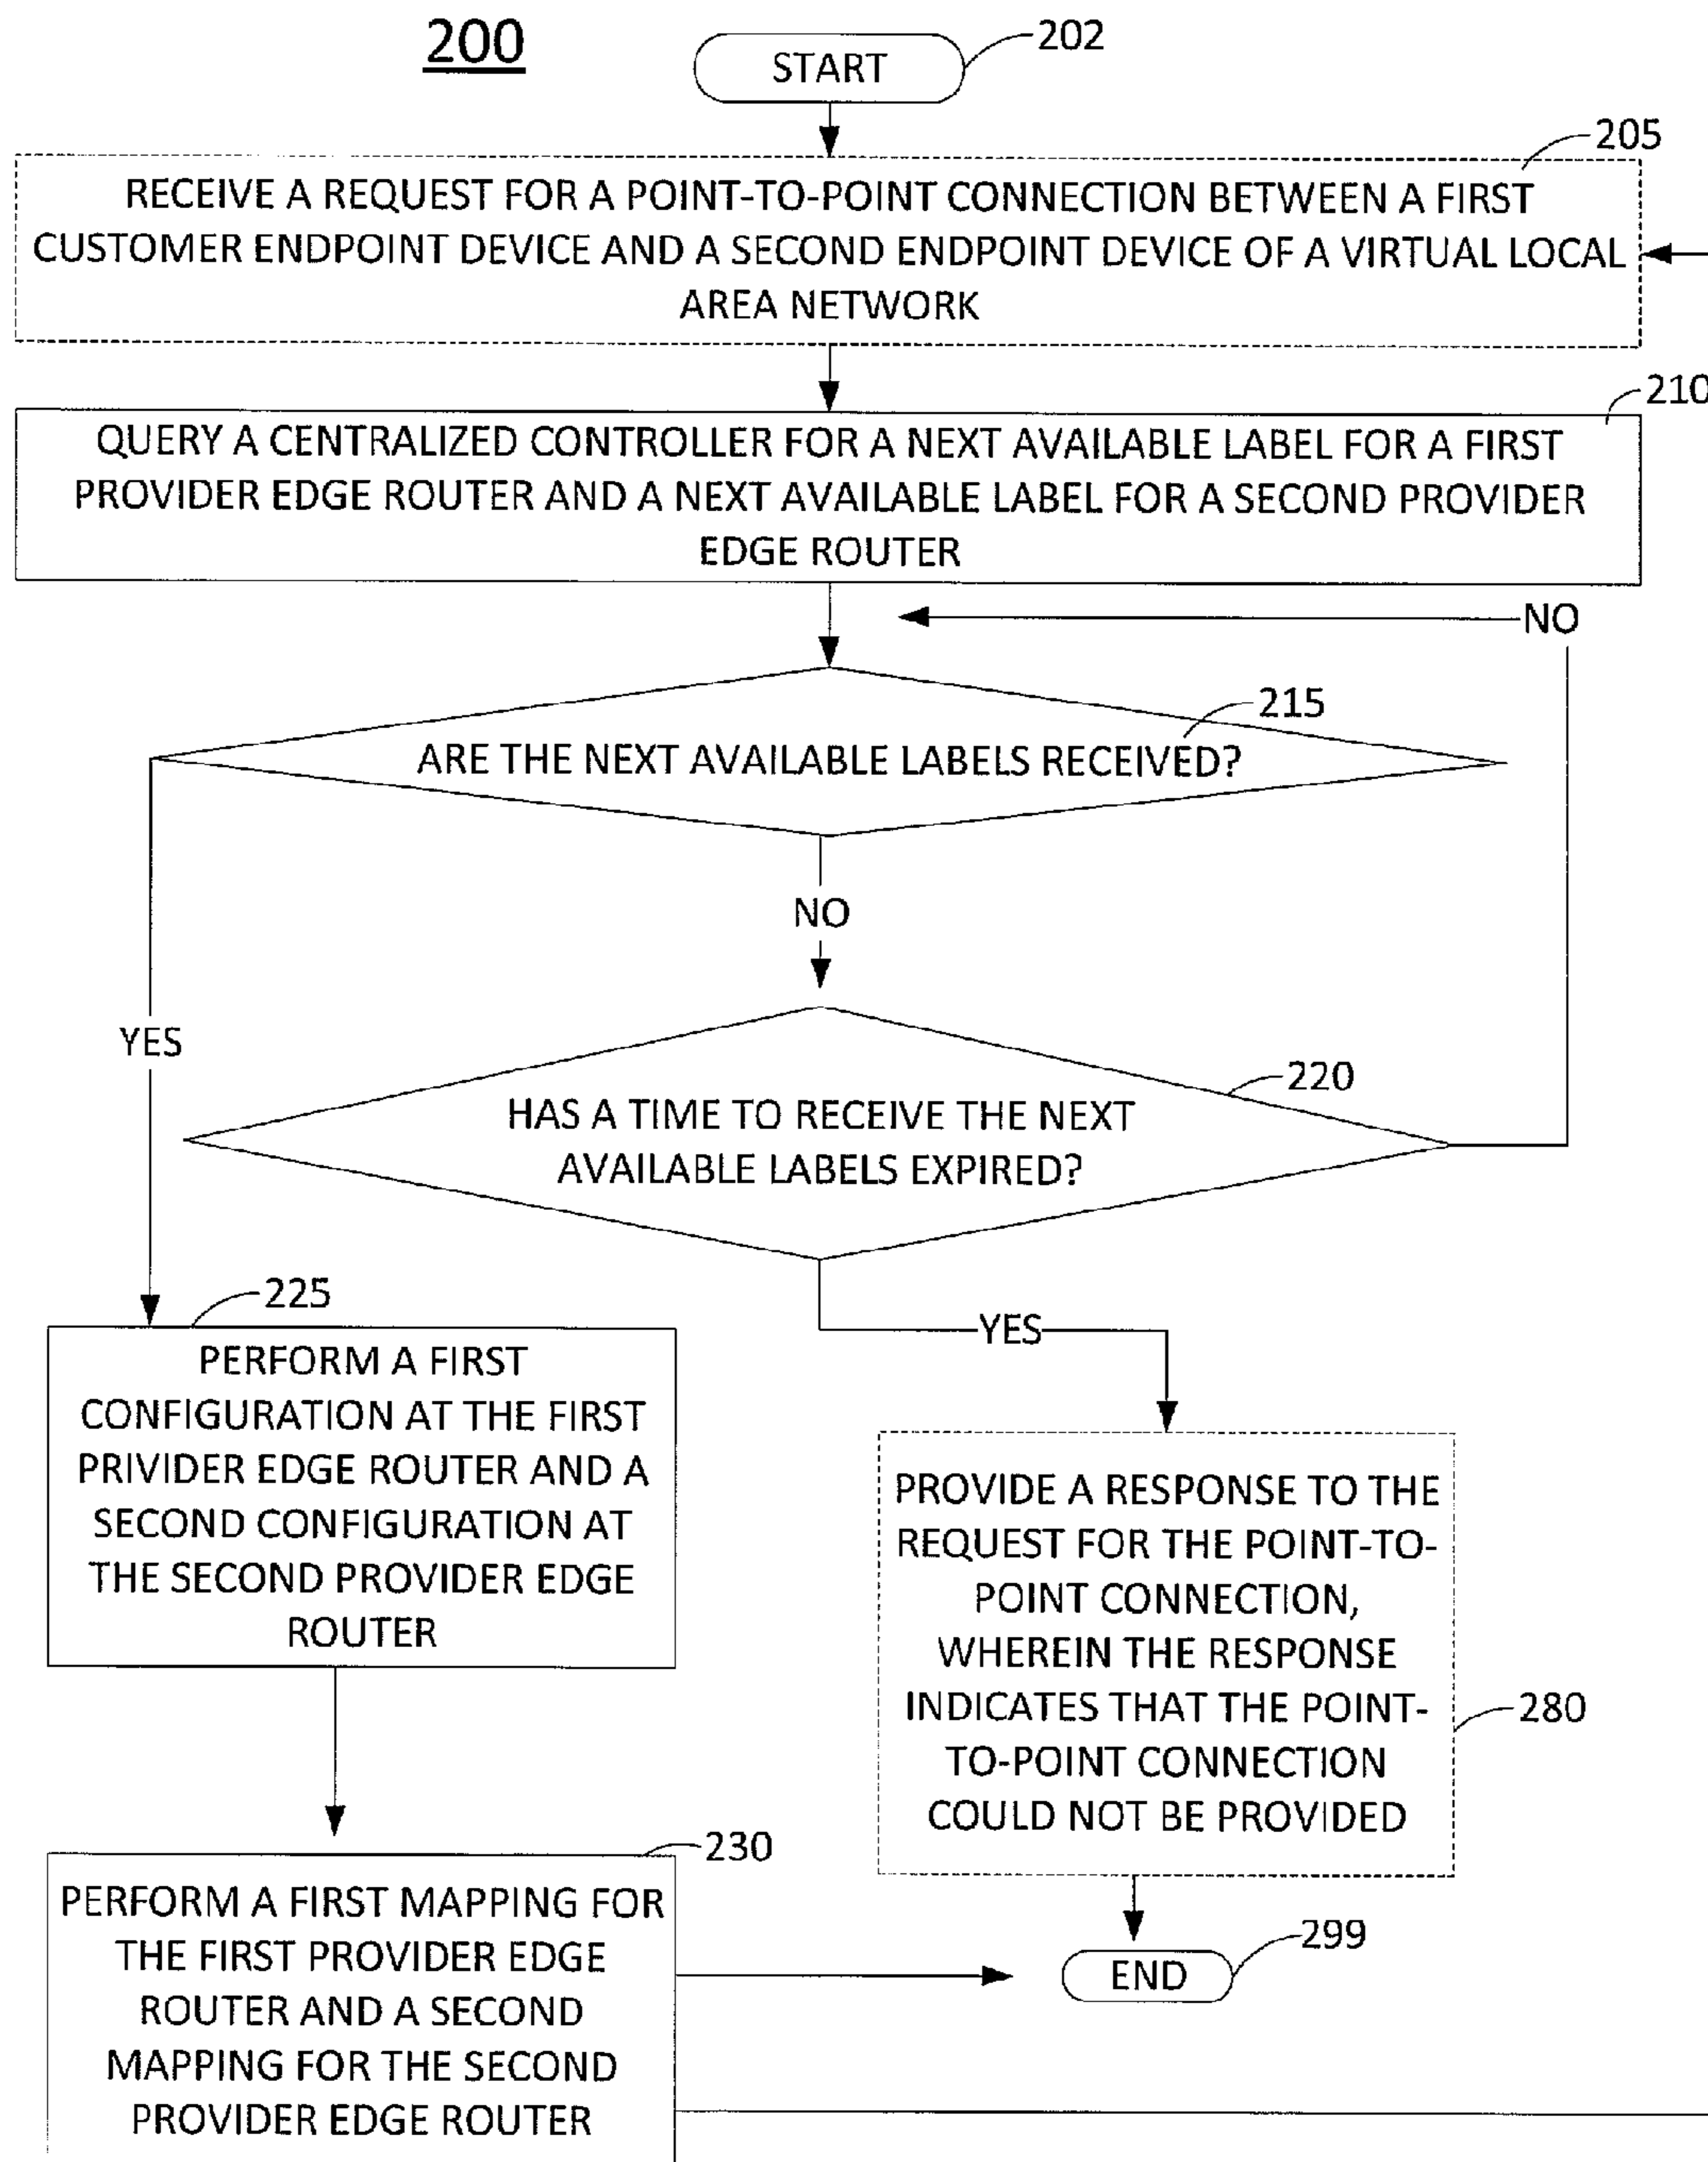 200
START
202
205
RECEIVE A REQUEST FOR A POINT-TO-POINT CONNECTION BETWEEN A FIRST
CUSTOMER ENDPOINT DEVICE AND A SECOND ENDPOINT DEVICE OF A VIRTUAL LOCAL
AREA NETWORK
210
QUERY A CENTRALIZED CONTROLLER FOR A NEXT AVAILABLE LABEL FOR A FIRST
PROVIDER EDGE ROUTER AND A NEXT AVAILABLE LABEL FOR A SECOND PROVIDER
EDGE ROUTER
NO
215
ARE THE NEXT AVAILABLE LABELS RECEIVED?
NO
YES
220
HAS A TIME TO RECEIVE THE NEXT
AVAILABLE LABELS EXPIRED?
225
YES
PERFORM A FIRST
CONFIGURATION AT THE FIRST
PRIVIDER EDGE ROUTER AND A
SECOND CONFIGURATION AT
THE SECOND PROVIDER EDGE
ROUTER
PROVIDE A RESPONSE TO THE
REQUEST FOR THE POINT-TO-
POINT CONNECTION,
WHEREIN THE RESPONSE
INDICATES THAT THE POINT-
TO-POINT CONNECTION
COULD NOT BE PROVIDED
280
230
PERFORM A FIRST MAPPING FOR
THE FIRST PROVIDER EDGE
ROUTER AND A SECOND
MAPPING FOR THE SECOND
PROVIDER EDGE ROUTER
299
END